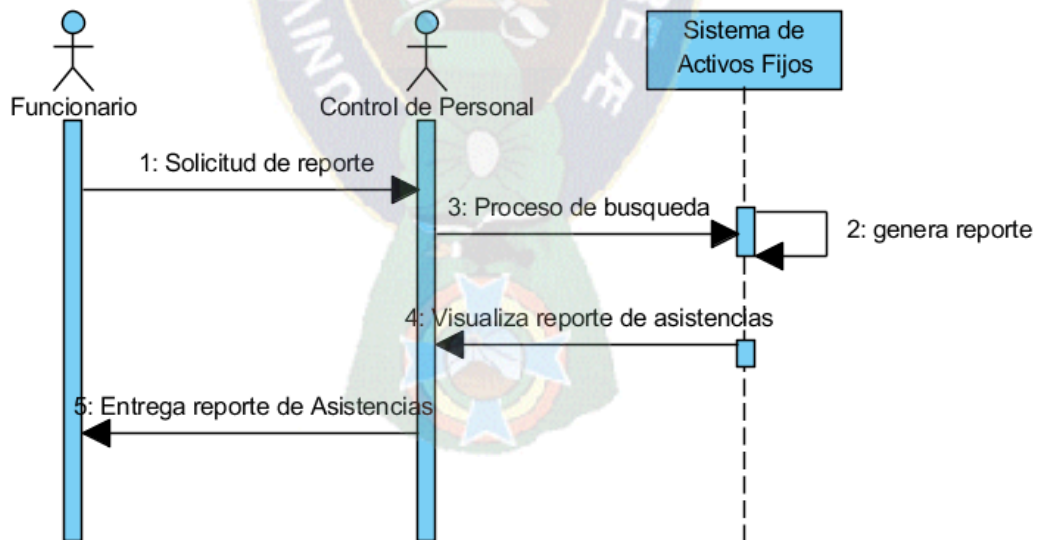 Sistema de
Activos Fijos
Funcionario
Control de Personal
1: Solicitud de reporte
3: Proceso de busqueda
2: genera reporte
4: Visualiza reporte de asistencias
5: Entrega reporte de Asistencias